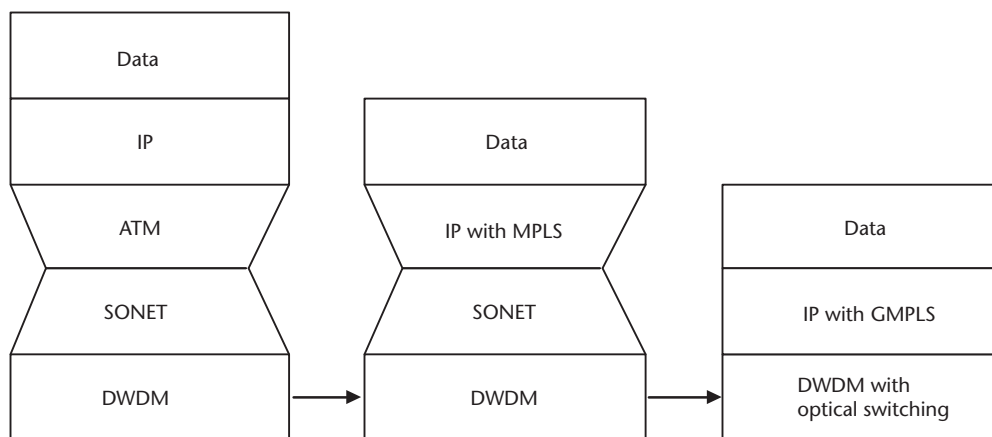 Data
IP
ATM
SONET
DWDM
Data
IP with MPLS
SONET
DWDM
Data
IP with GMPLS
DWDM with
optical switching